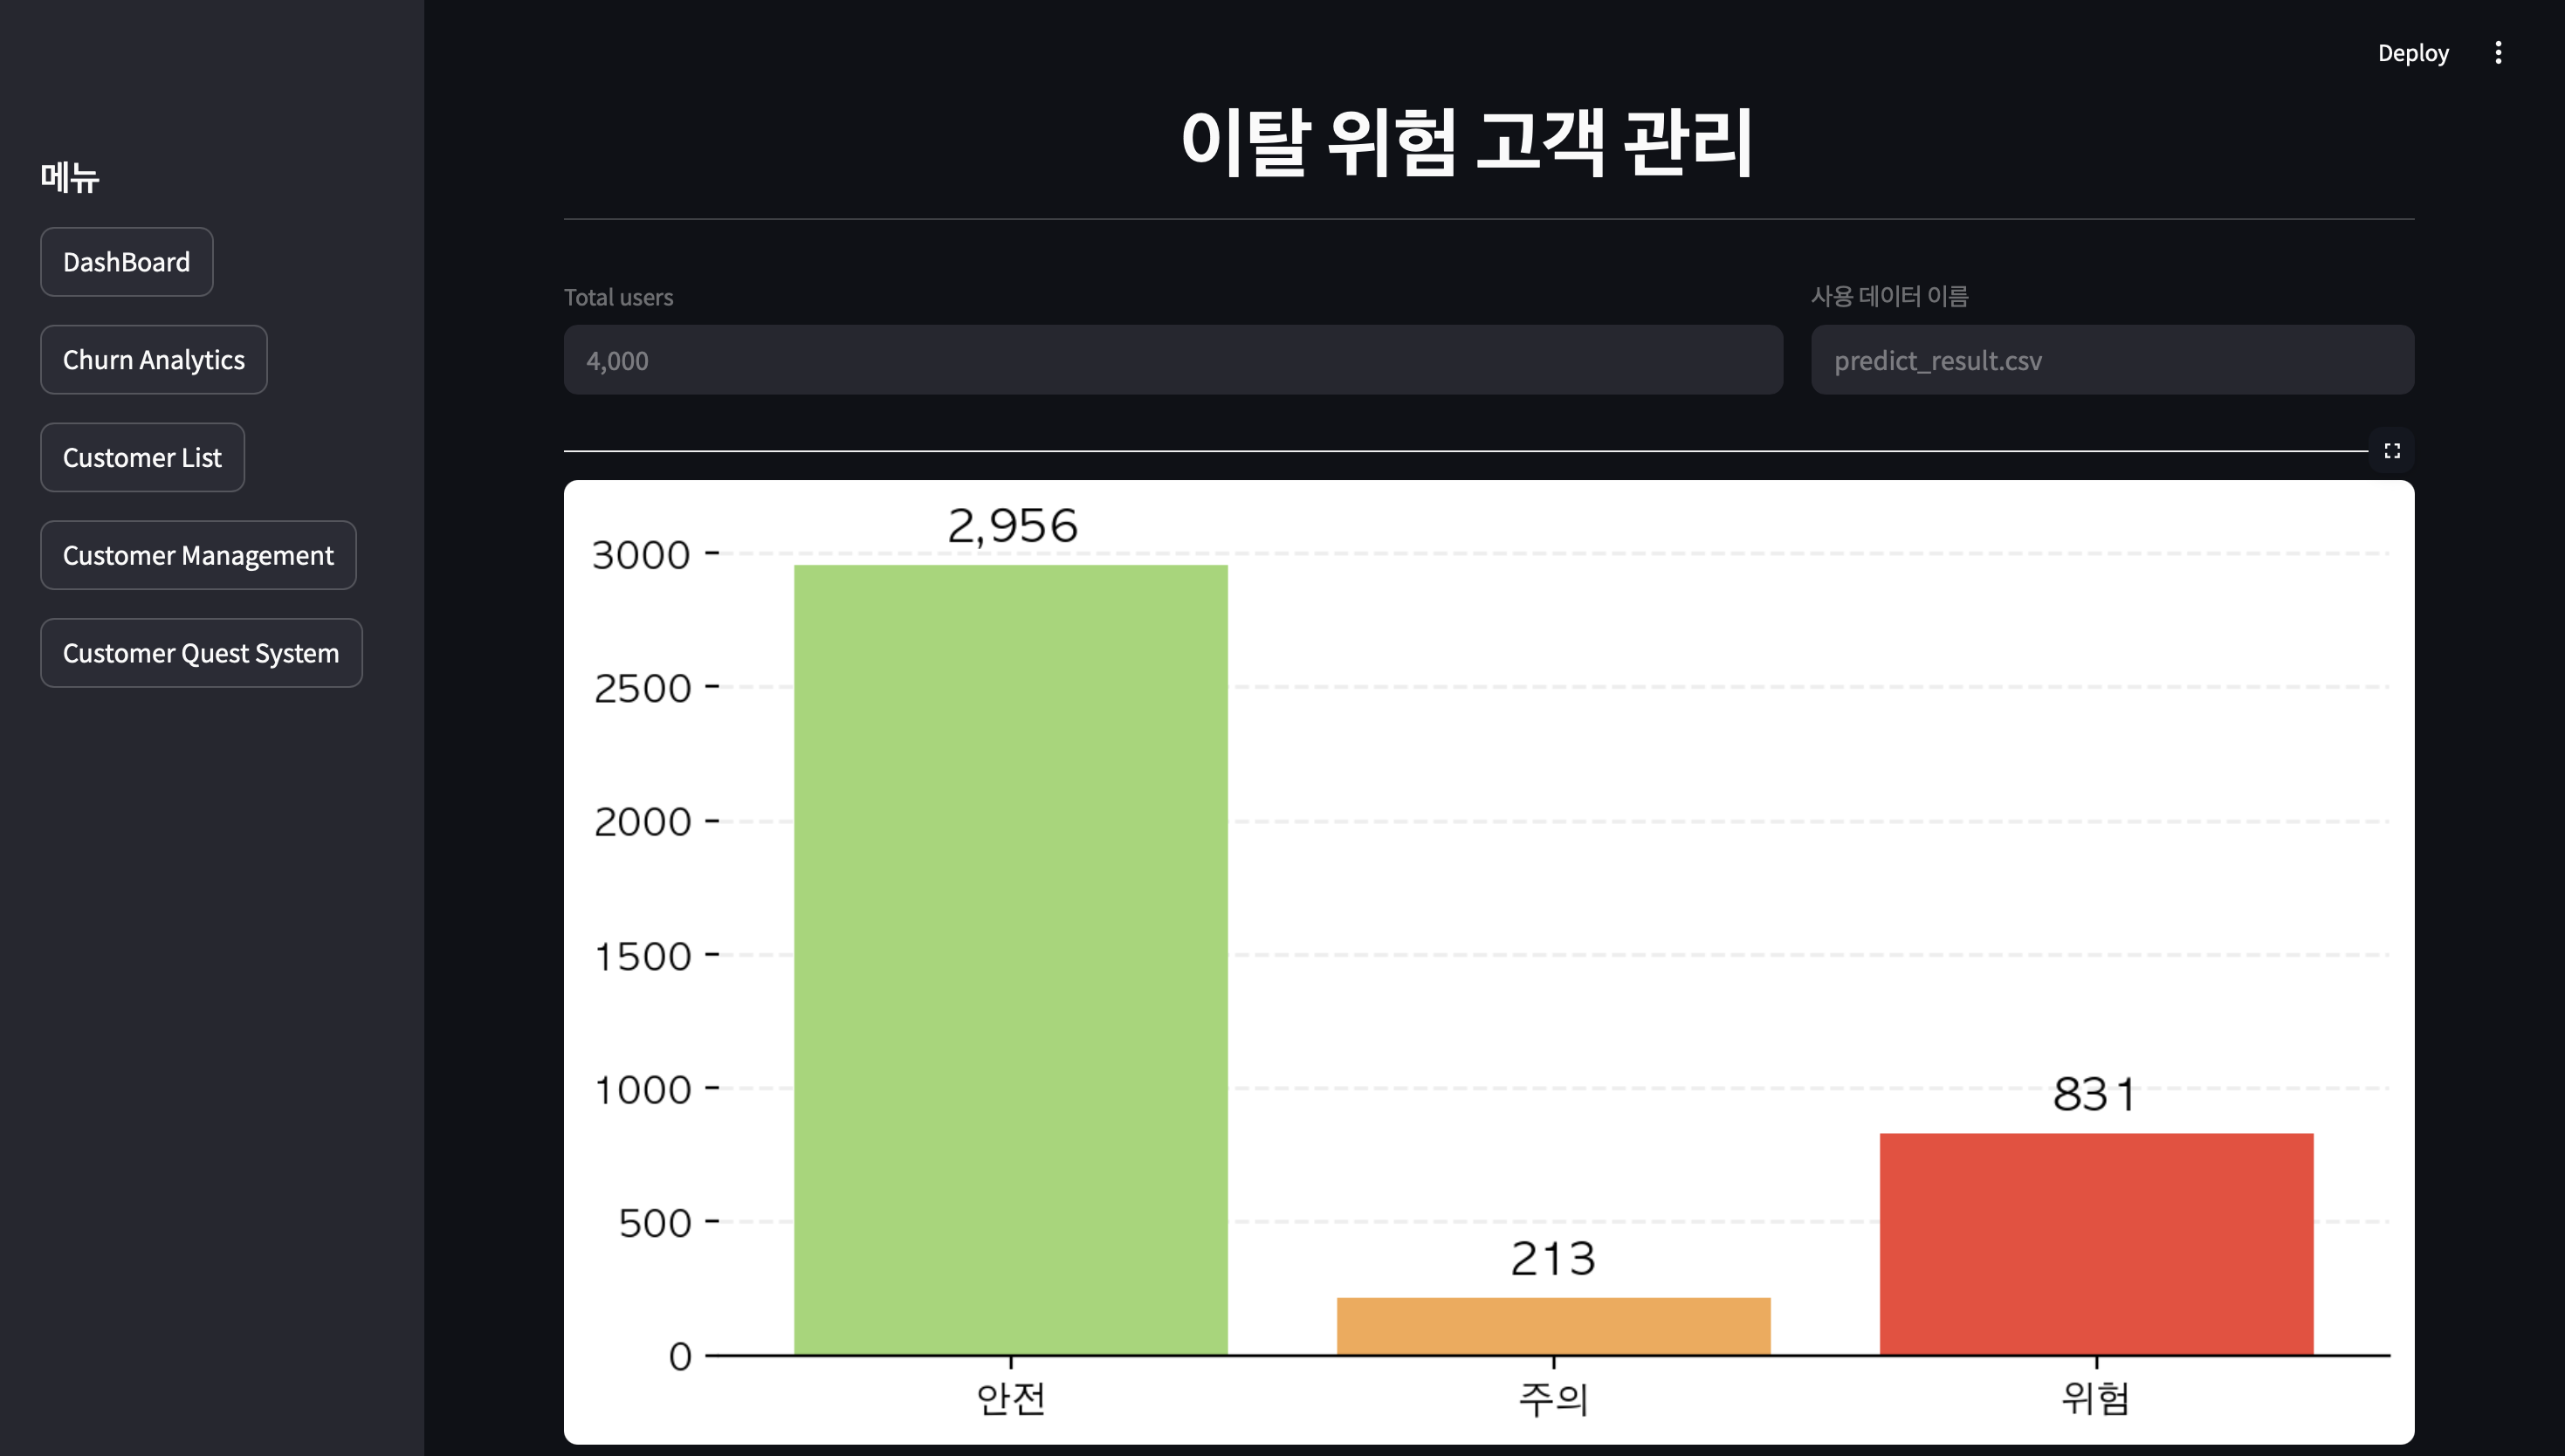 Deploy
메뉴
DashBoard
Churn Analytics
Customer List
Customer Management
Customer Quest System
이탈 위험 고객 관리
Total users
4,000
사용 데이터 이름
predict_result.csv
3000
2500
2000
1500
1000
500
0
2,956
213
831
안전
주의
위험